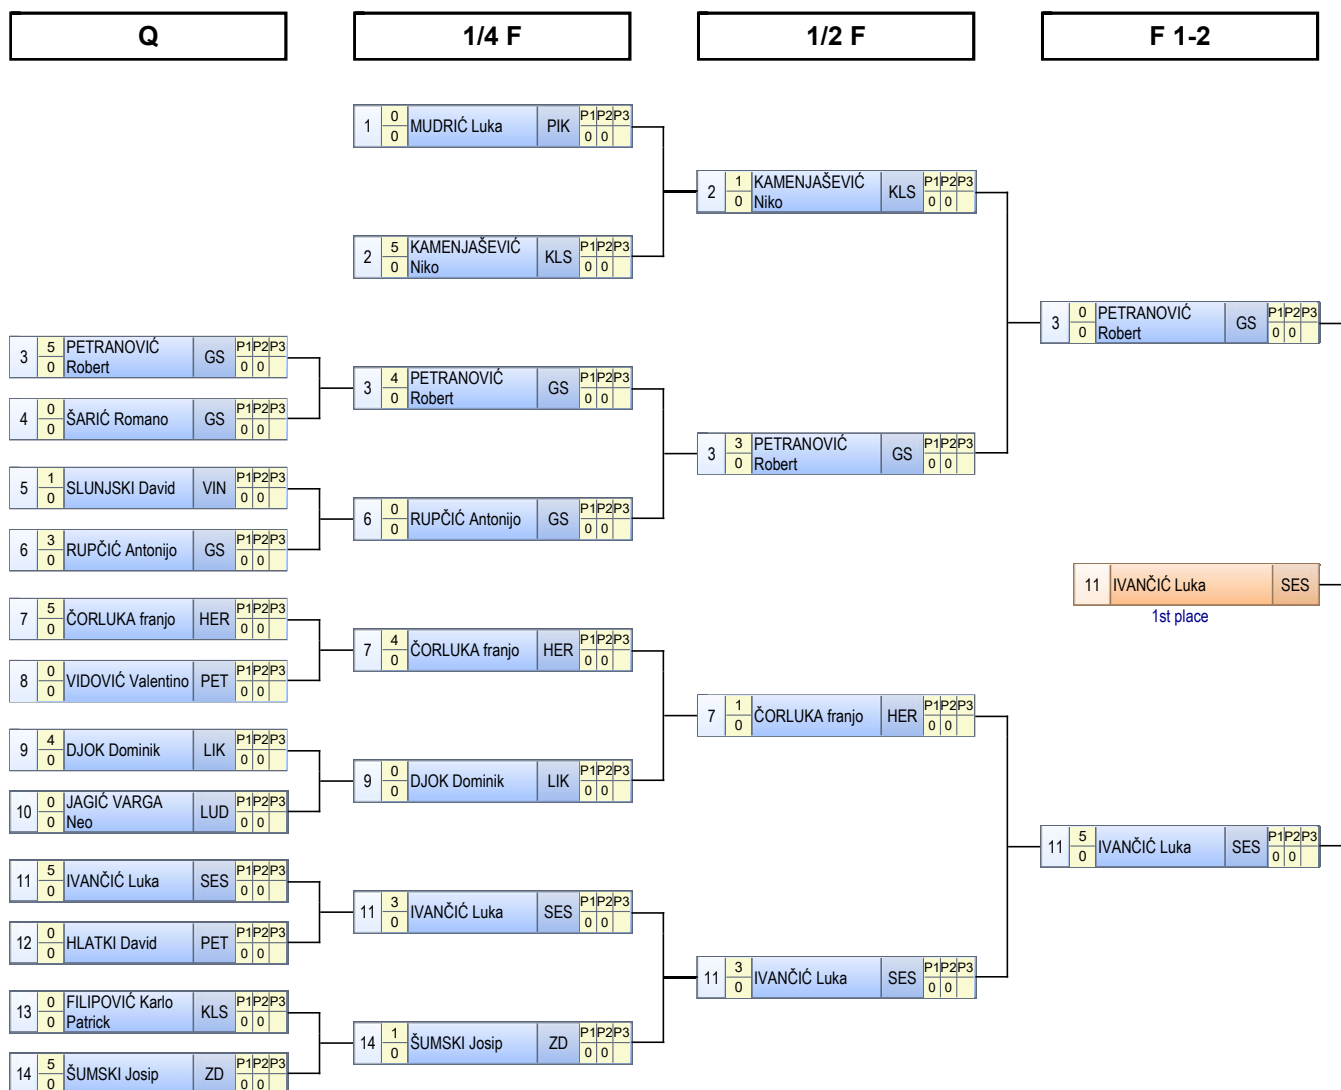 Q
1/4 F
1/2 F
F 1-2
1 0 0 MUDRIĆ Luka PIK P1 P2 P3 0 0
2 5 0 KAMENJAŠEVIĆ Niko KLS P1 P2 P3 0 0
2 1 0 KAMENJAŠEVIĆ Niko KLS P1 P2 P3 0 0
3 5 0 PETRANOVIĆ Robert GS P1 P2 P3 0 0
4 0 0 ŠARIĆ Romano GS P1 P2 P3 0 0
3 4 0 PETRANOVIĆ Robert GS P1 P2 P3 0 0
3 0 0 PETRANOVIĆ Robert GS P1 P2 P3 0 0
3 3 0 PETRANOVIĆ Robert GS P1 P2 P3 0 0
5 1 0 SLUNJSKI David VIN P1 P2 P3 0 0
6 3 0 RUPČIĆ Antonijo GS P1 P2 P3 0 0
6 0 0 RUPČIĆ Antonijo GS P1 P2 P3 0 0
11 IVANČIĆ Luka SES
1st place
7 5 0 ČORLUKA franjo HER P1 P2 P3 0 0
8 0 0 VIDOVIĆ Valentino PET P1 P2 P3 0 0
7 4 0 ČORLUKA franjo HER P1 P2 P3 0 0
7 1 0 ČORLUKA franjo HER P1 P2 P3 0 0
9 4 0 DJOK Dominik LIK P1 P2 P3 0 0
10 0 0 JAGIĆ VARGA Neo LUD P1 P2 P3 0 0
9 0 0 DJOK Dominik LIK P1 P2 P3 0 0
11 5 0 IVANČIĆ Luka SES P1 P2 P3 0 0
11 5 0 IVANČIĆ Luka SES P1 P2 P3 0 0
12 0 0 HLATKI David PET P1 P2 P3 0 0
11 3 0 IVANČIĆ Luka SES P1 P2 P3 0 0
11 3 0 IVANČIĆ Luka SES P1 P2 P3 0 0
13 0 0 FILIPOVIĆ Karlo Patrick KLS P1 P2 P3 0 0
14 5 0 ŠUMSKI Josip ZD P1 P2 P3 0 0
14 1 0 ŠUMSKI Josip ZD P1 P2 P3 0 0